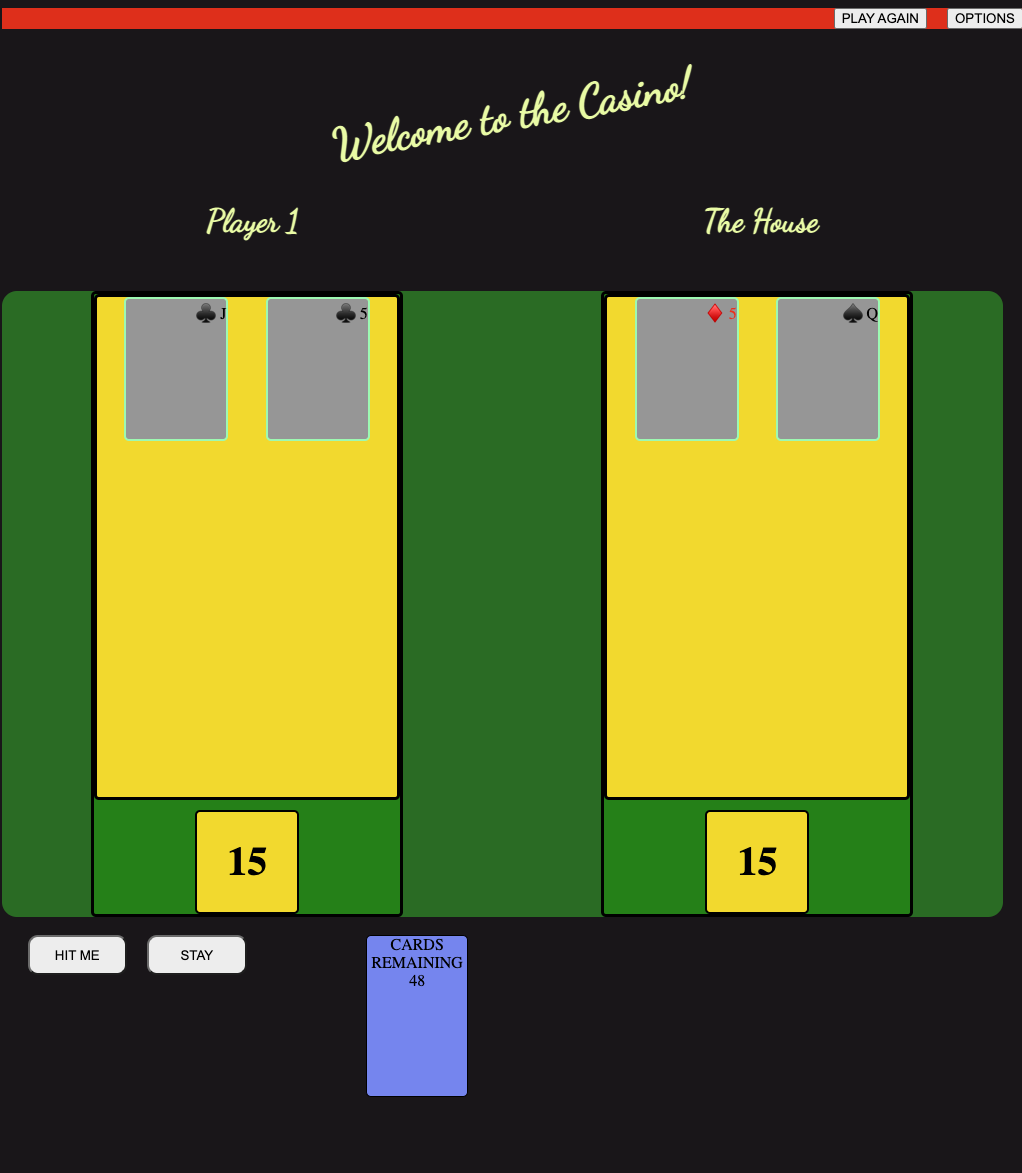 PLAY AGAIN OPTIONS
Welcome to the Casino!
Player 1 The House
♣ J ♣ 5 ♦ 5 ♠ Q
15 15
HIT ME STAY
CARDS
REMAINING
48